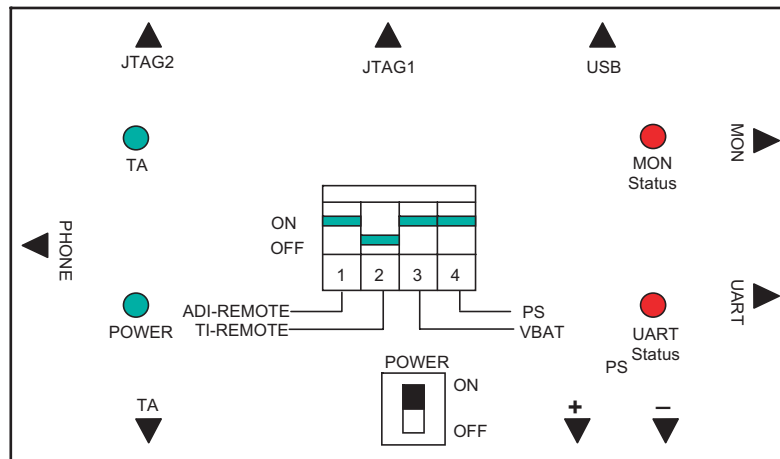 JTAG2
JTAG1
USB
TA
MON
Status
MON
ON
OFF
PHONE
1 2 3 4
ADI-REMOTE
TI-REMOTE
PS
VBAT
POWER
UART
Status
UART
PS
POWER
ON
OFF
TA
+ −